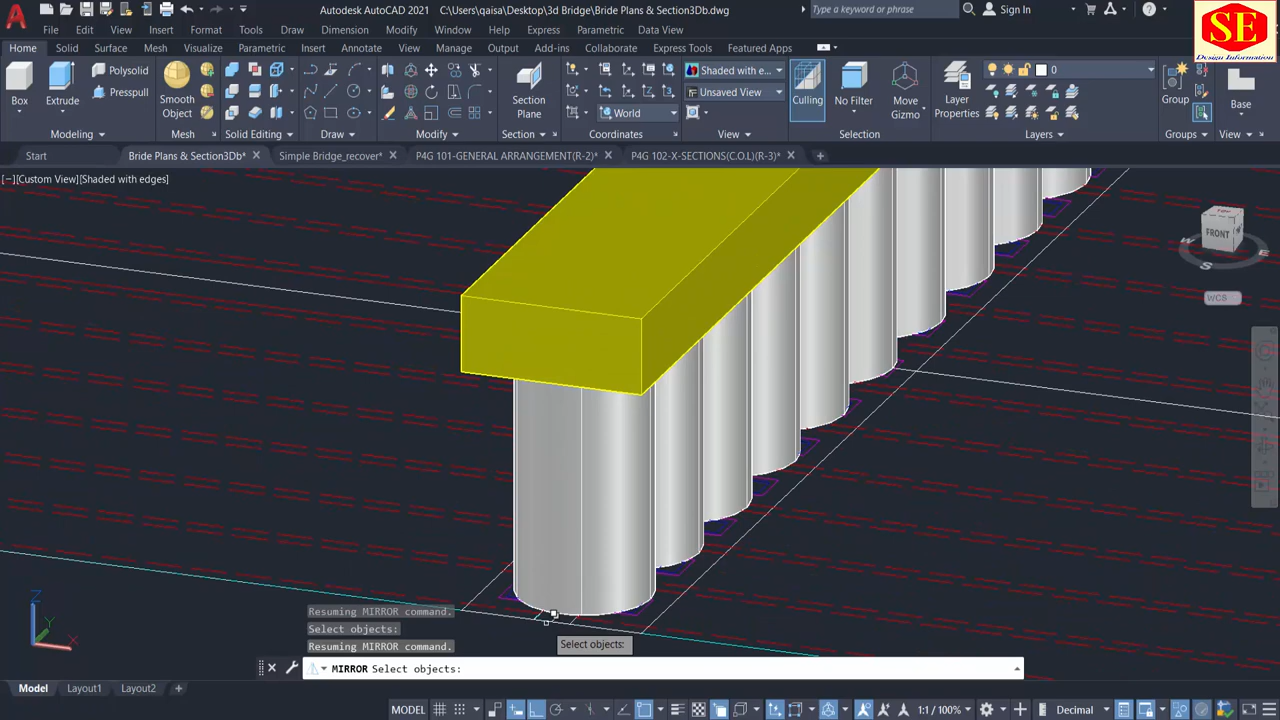 Autodesk AutoCAD 2021 C:\Users\qaisa\Desktop\3d Bridge\Bride Plans & Section3Db.dwg
Type a keyword or phrase
Sign In
SE
Design Information
File Edit View Insert Format Tools Draw Dimension Modify Window Help Express Parametric Data View
Home Solid Surface Mesh Visualize Parametric Insert Annotate View Manage Output Add-ins Collaborate Express Tools Featured Apps
Polysolid
Presspull
Box
Extrude
Smooth
Object
Section
Plane
World
Shaded with e...
Unsaved View
Culling
No Filter
Move
Gizmo
Layer
Properties
0
Group
Base
Modeling
Mesh
Solid Editing
Draw
Modify
Section
Coordinates
View
Selection
Layers
Groups
View
Start
Bride Plans & Section3Db*
Simple Bridge_recover*
P4G 101-GENERAL ARRANGEMENT(R-2)*
P4G 102-X-SECTIONS(C.O.L)(R-3)*
[−][Custom View][Shaded with edges]
FRONT
S
E
WCS
Z
Y
X
Resuming MIRROR command.
Select objects:
Resuming MIRROR command.
Select objects:
MIRROR Select objects:
Model Layout1 Layout2
MODEL
1:1 / 100%
Decimal